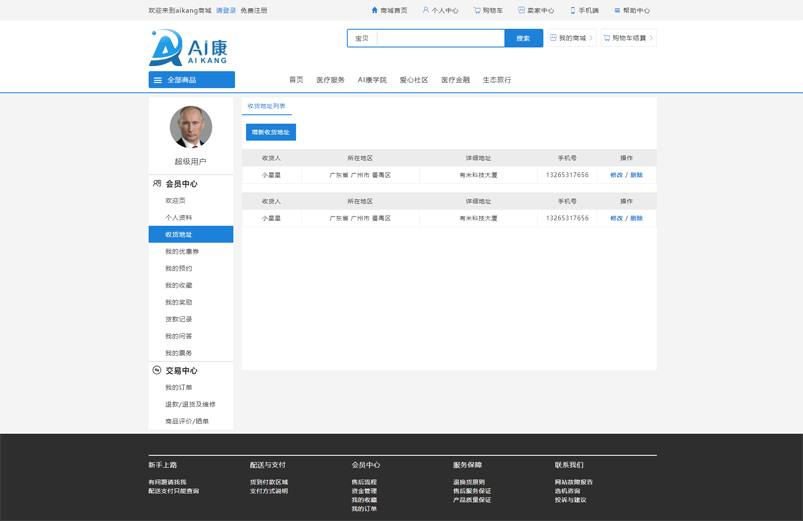 欢迎来到aikang商城 请登录 免费注册
商城首页 个人中心 购物车 卖家中心 手机端 帮助中心
Ai康
AI KANG
宝贝 搜索 我的商城 购物车结算
全部商品 首页 医疗服务 AI康学院 爱心社区 医疗金融 生态旅行
超级用户
会员中心
欢迎页
个人资料
收货地址
我的优惠券
我的预约
我的收藏
我的奖励
贷款记录
我的问答
我的票务
交易中心
我的订单
退款/退货及维修
商品评价/晒单
收货地址列表
增新收货地址
收货人 所在地区 详细地址 手机号 操作
小星星 广东省 广州市 番禺区 有米科技大厦 13265317656 修改 / 删除
收货人 所在地区 详细地址 手机号 操作
小星星 广东省 广州市 番禺区 有米科技大厦 13265317656 修改 / 删除
新手上路
有问题请找我
配送支付只能查询
配送与支付
货到付款区域
支付方式说明
会员中心
售后流程
资金管理
我的收藏
我的订单
服务保障
退换货原则
售后服务保证
产品质量保证
联系我们
网站故障报告
选机咨询
投诉与建议